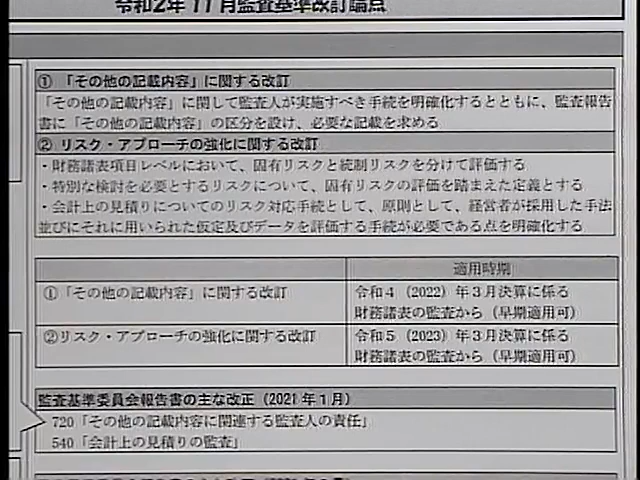 令和2年11月監査基準改訂論点
① 「その他の記載内容」に関する改訂
「その他の記載内容」に関して監査人が実施すべき手続を明確化するとともに、監査報告
書に「その他の記載内容」の区分を設け、必要な記載を求める
② リスク・アプローチの強化に関する改訂
・財務諸表項目レベルにおいて、固有リスクと統制リスクを分けて評価する
・特別な検討を必要とするリスクについて、固有リスクの評価を踏まえた定義とする
・会計上の見積りについてのリスク対応手続として、原則として、経営者が採用した手法
並びにそれに用いられた仮定及びデータを評価する手続が必要である点を明確化する
適用時期
①「その他の記載内容」に関する改訂
令和4（2022）年3月決算に係る
財務諸表の監査から（早期適用可）
②リスク・アプローチの強化に関する改訂
令和5（2023）年3月決算に係る
財務諸表の監査から（早期適用可）
監査基準委員会報告書の主な改正（2021年1月）
720「その他の記載内容に関連する監査人の責任」
540「会計上の見積りの監査」